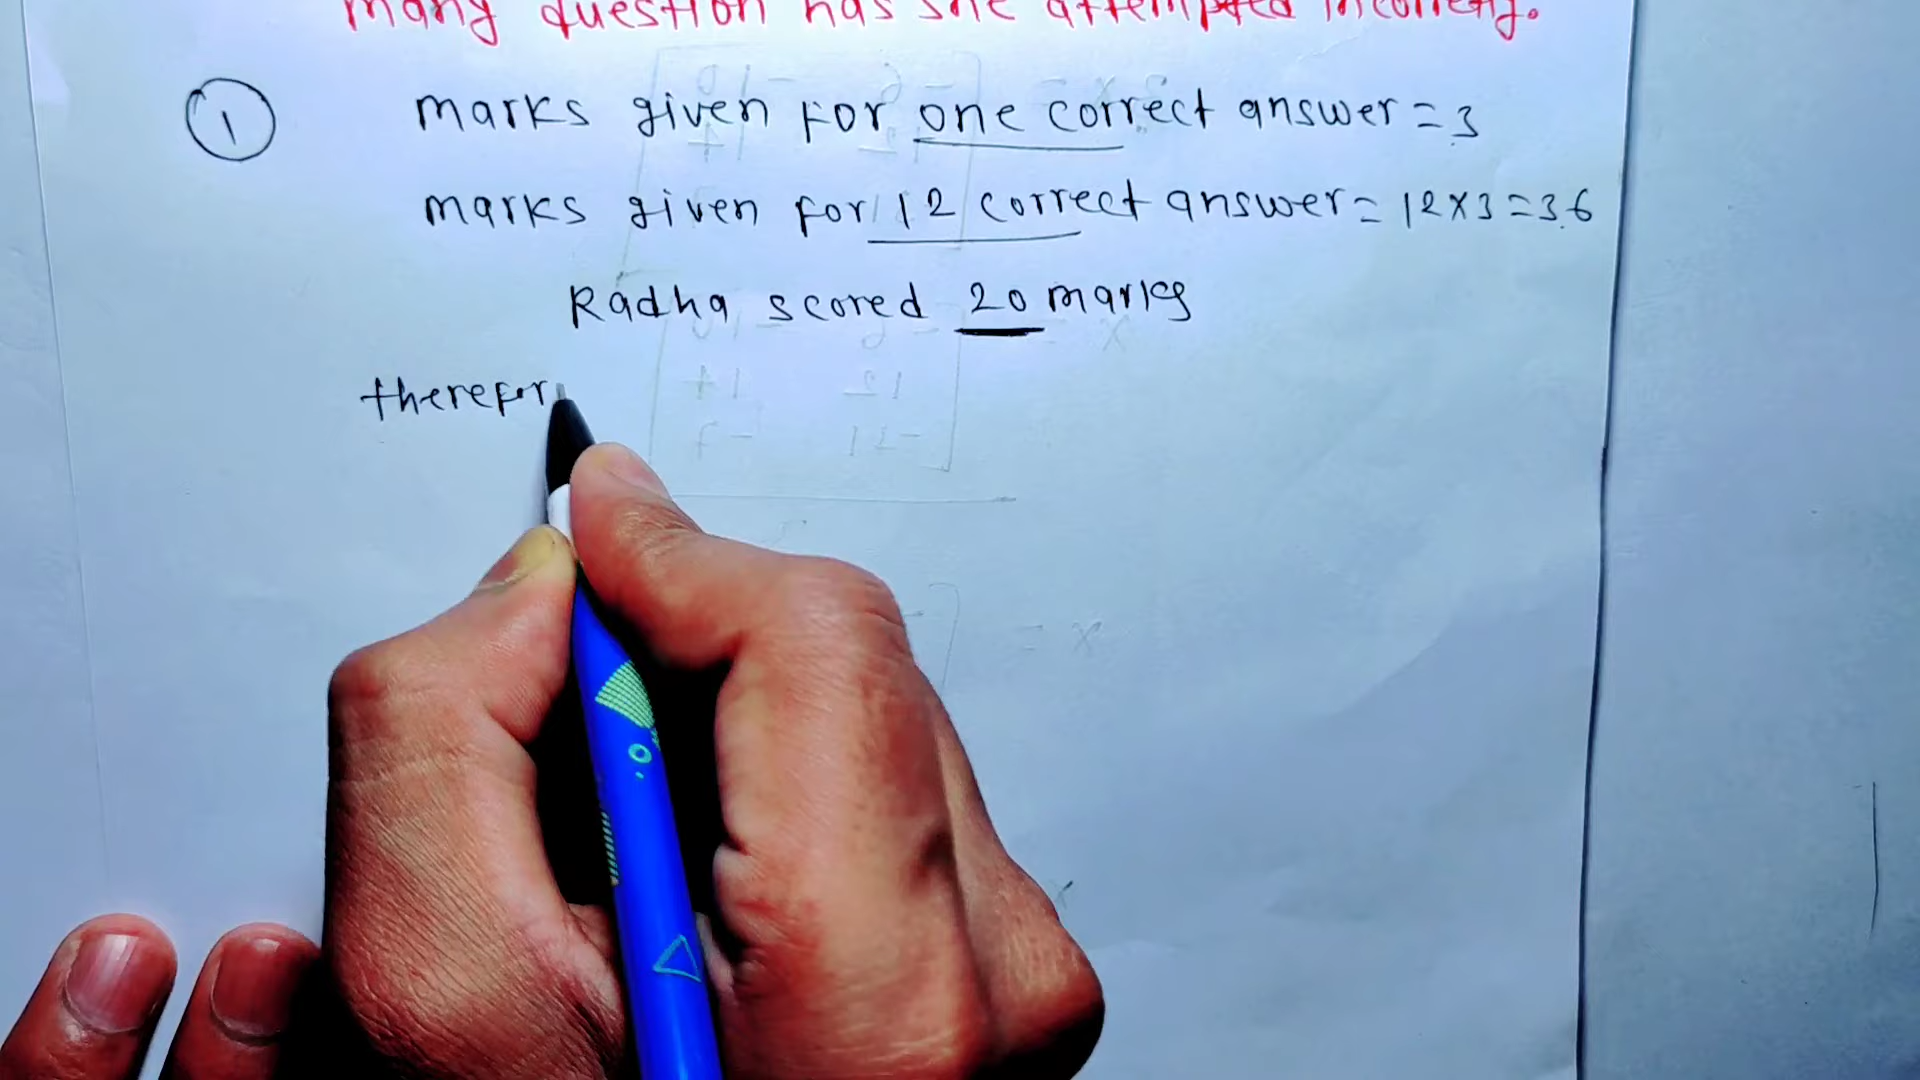 many question has she attempted incorrectly.
1 marks given for one correct answer = 3
marks given for 12 correct answer = 12 x 3 = 36
Radha scored 20 marks
therefor